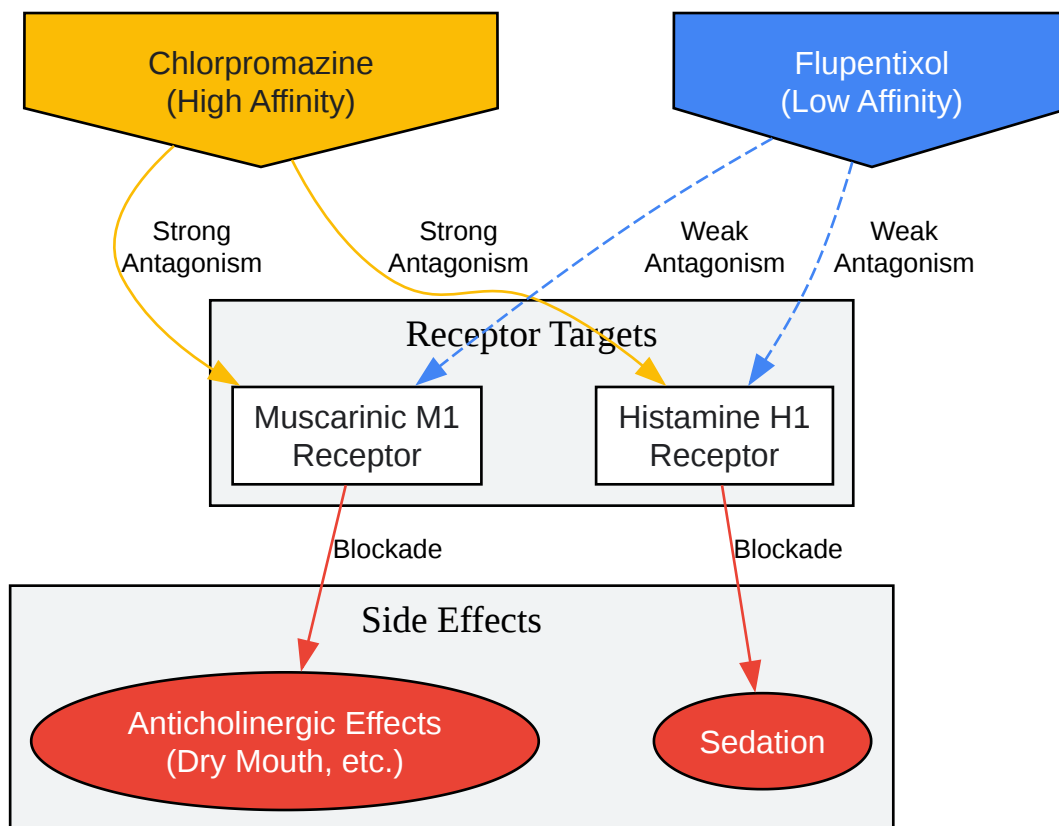 Chlorpromazine
(High Affinity)
Flupentixol
(Low Affinity)
Strong
Antagonism
Strong
Antagonism
Weak
Antagonism
Weak
Antagonism
Receptor Targets
Muscarinic M1
Receptor
Histamine H1
Receptor
Blockade
Blockade
Side Effects
Anticholinergic Effects
(Dry Mouth, etc.)
Sedation